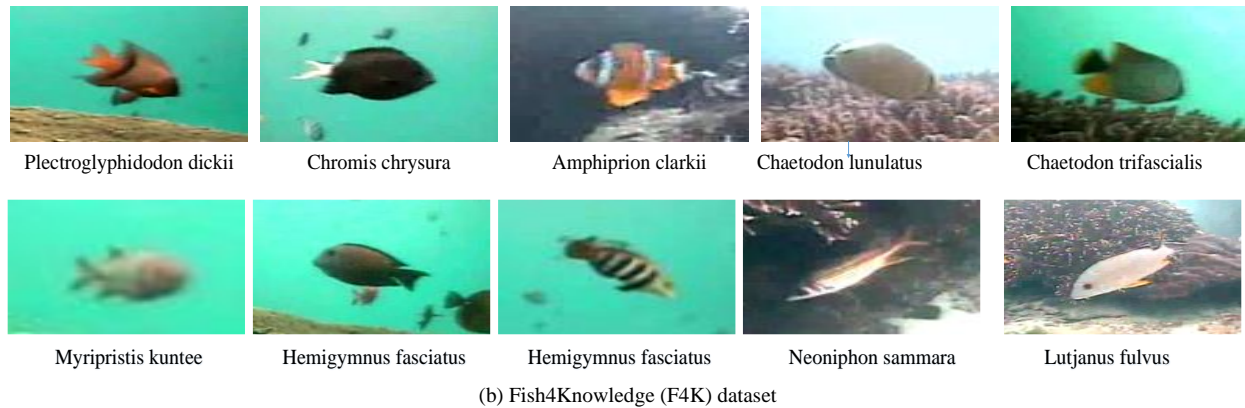 Plectroglyphidodon dickii
Chromis chrysura
Amphiprion clarkii
Chaetodon lunulatus
Chaetodon trifascialis
Myripristis kuntee
Hemigymnus fasciatus
Hemigymnus fasciatus
Neoniphon sammara
Lutjanus fulvus
(b) Fish4Knowledge (F4K) dataset